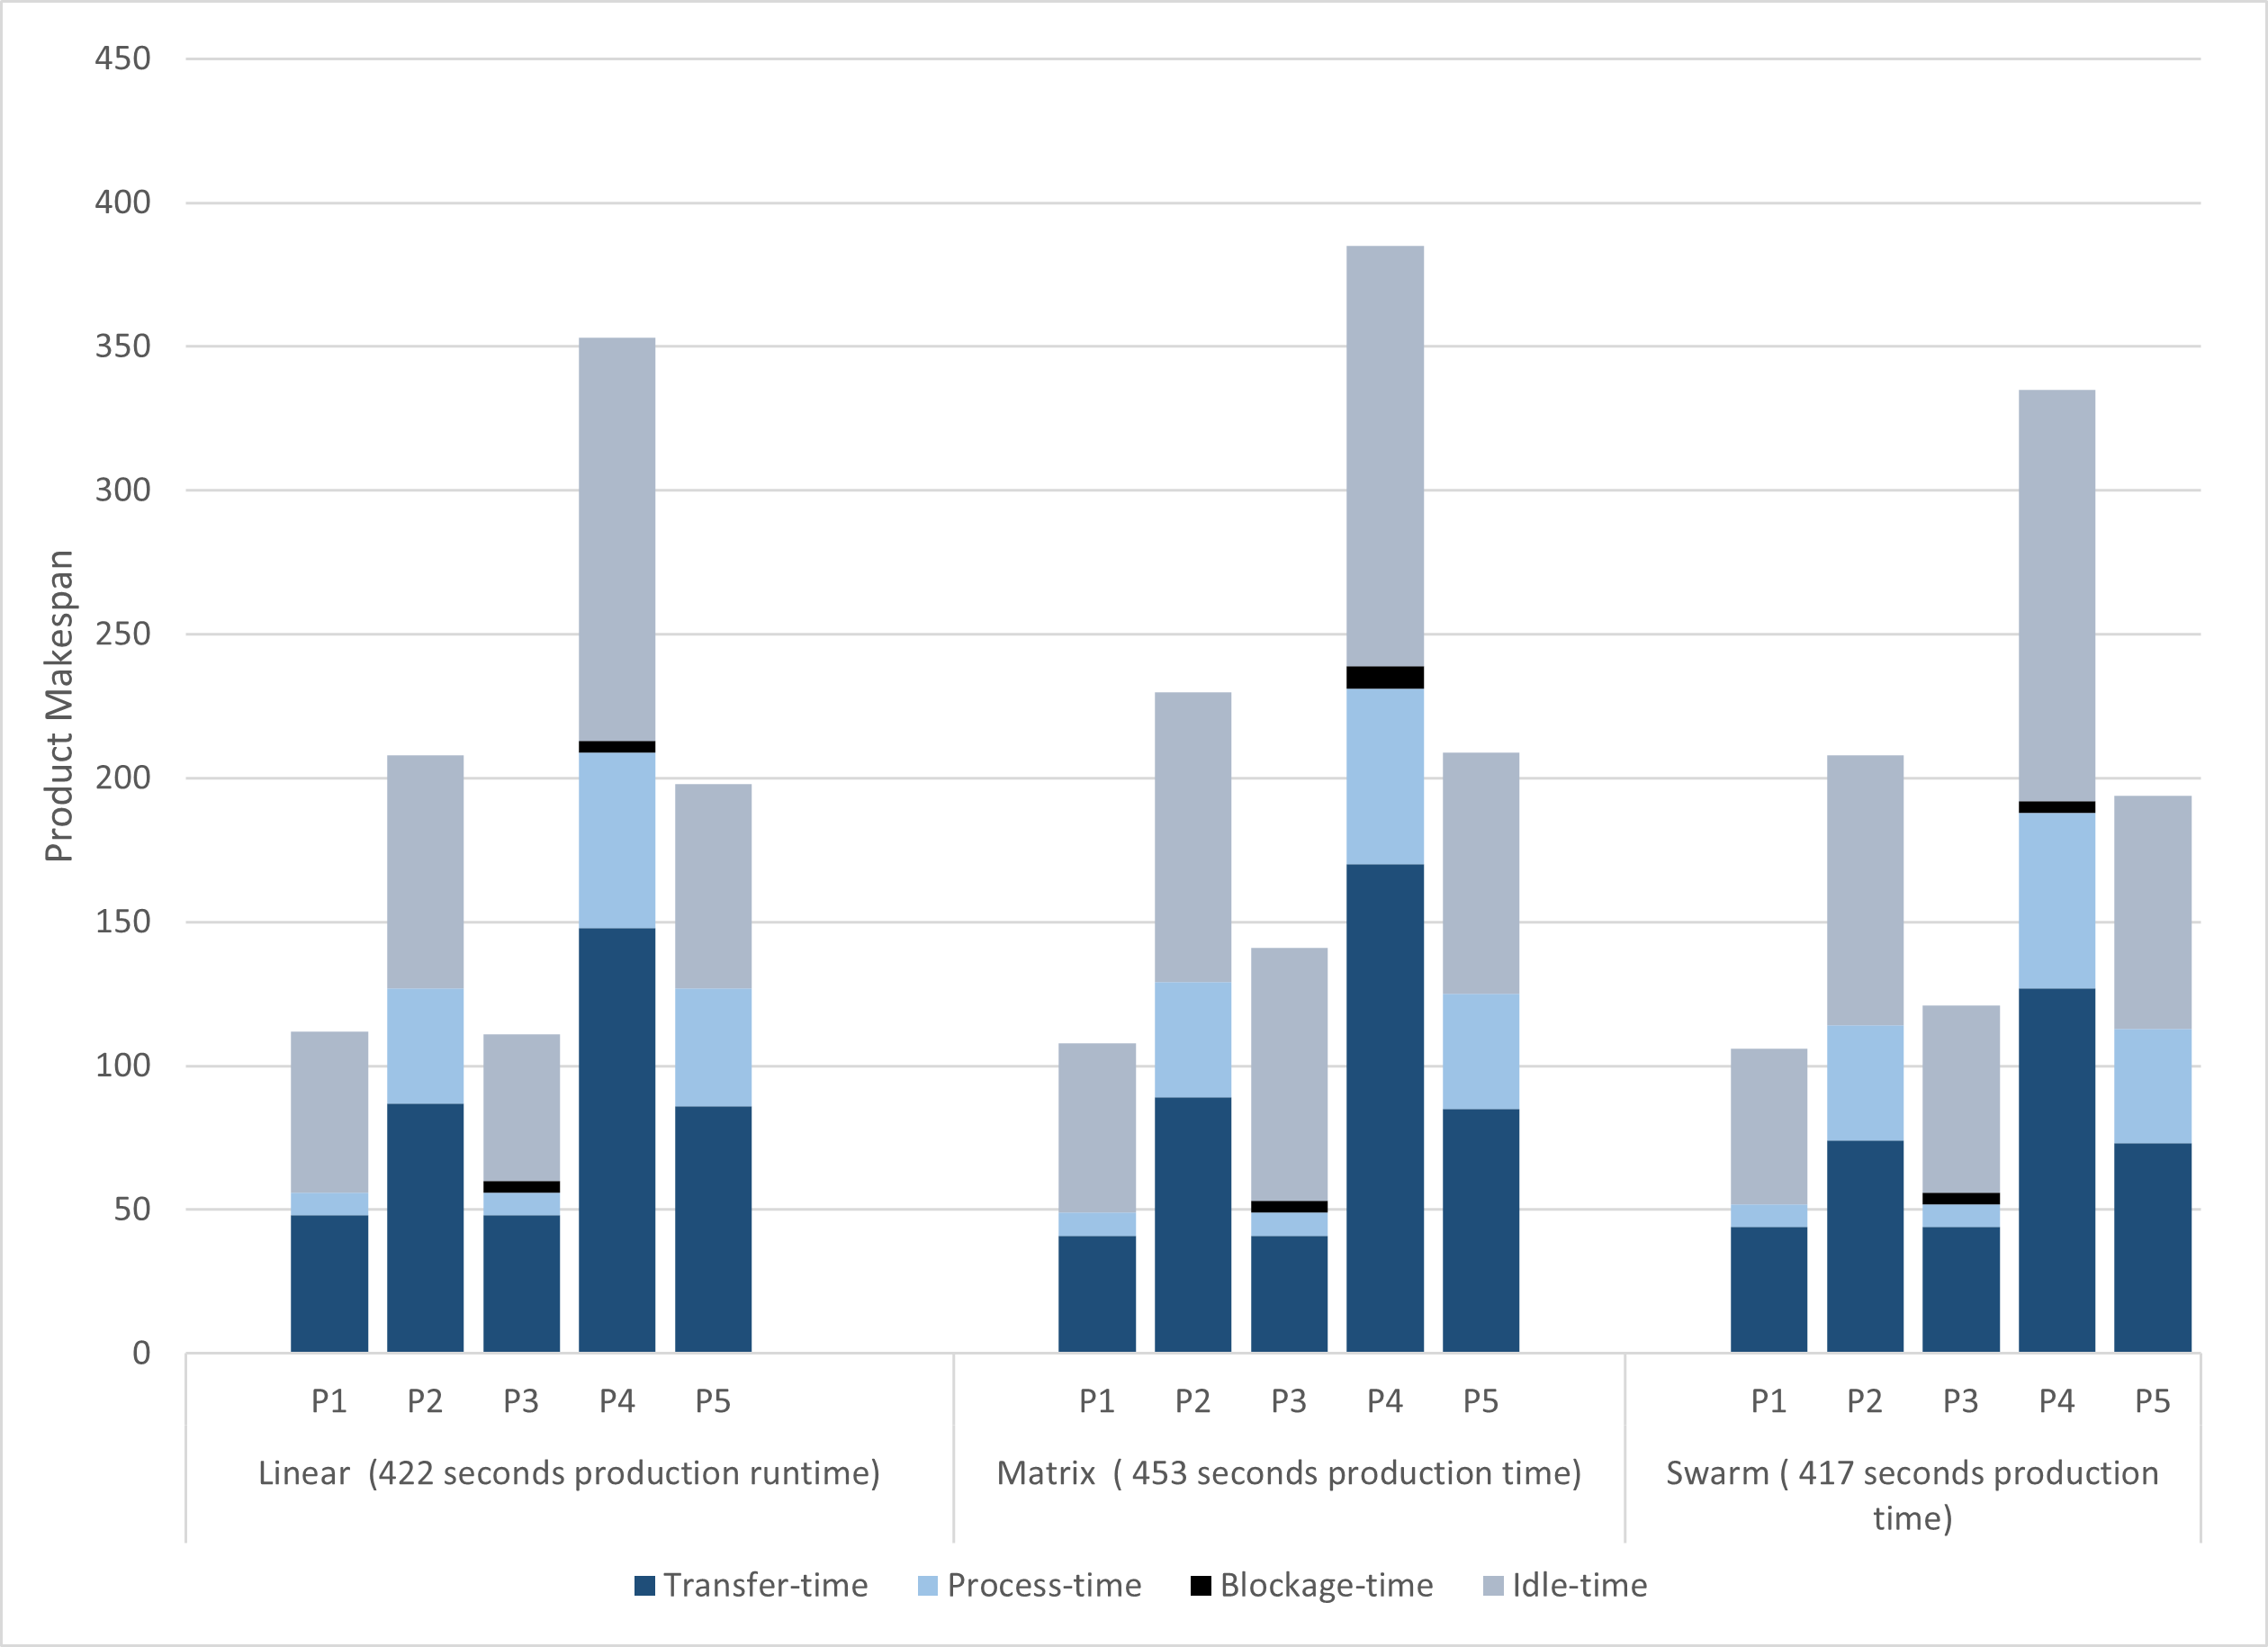 450
400
350
300
250
200
150
100
50
0
Product Makespan
P1 P2 P3 P4 P5 P1 P2 P3 P4 P5 P1 P2 P3 P4 P5
Linear (422 seconds production runtime) Matrix ( 453 seconds production time) Swarm ( 417 seconds production
time)
Transfer-time Process-time Blockage-time Idle-time